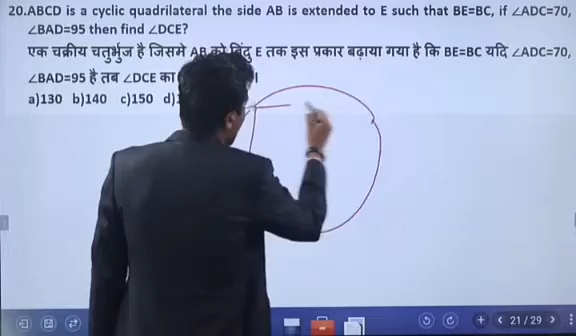 20.ABCD is a cyclic quadrilateral the side AB is extended to E such that BE=BC, if ∠ADC=70,
∠BAD=95 then find ∠DCE?
एक चक्रीय चतुर्भुज है जिसमे AB को बिंदु E तक इस प्रकार बढ़ाया गया है कि BE=BC यदि ∠ADC=70,
∠BAD=95 है तब ∠DCE का
a)130 b)140 c)150 d)
21 / 29